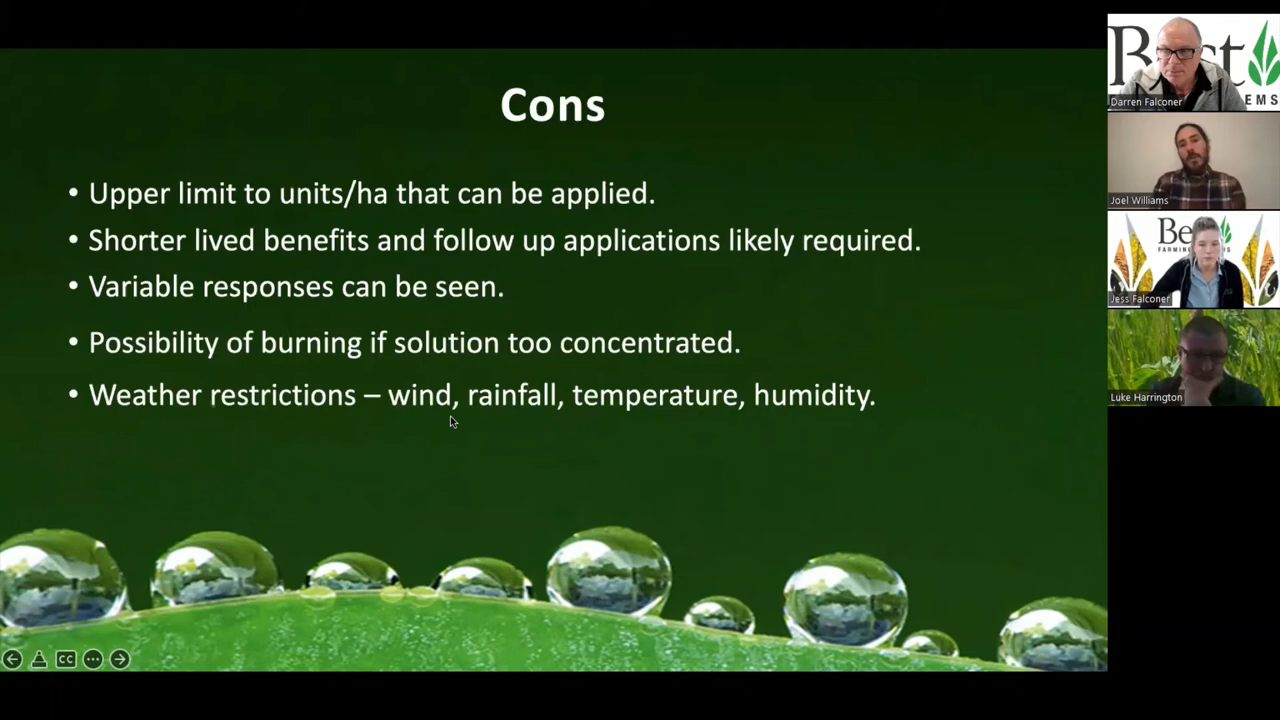 Cons
• Upper limit to units/ha that can be applied.
• Shorter lived benefits and follow up applications likely required.
• Variable responses can be seen.
• Possibility of burning if solution too concentrated.
• Weather restrictions – wind, rainfall, temperature, humidity.
CC
EMS
Darren Falconer
Joel Williams
Jess Falconer
Luke Harrington